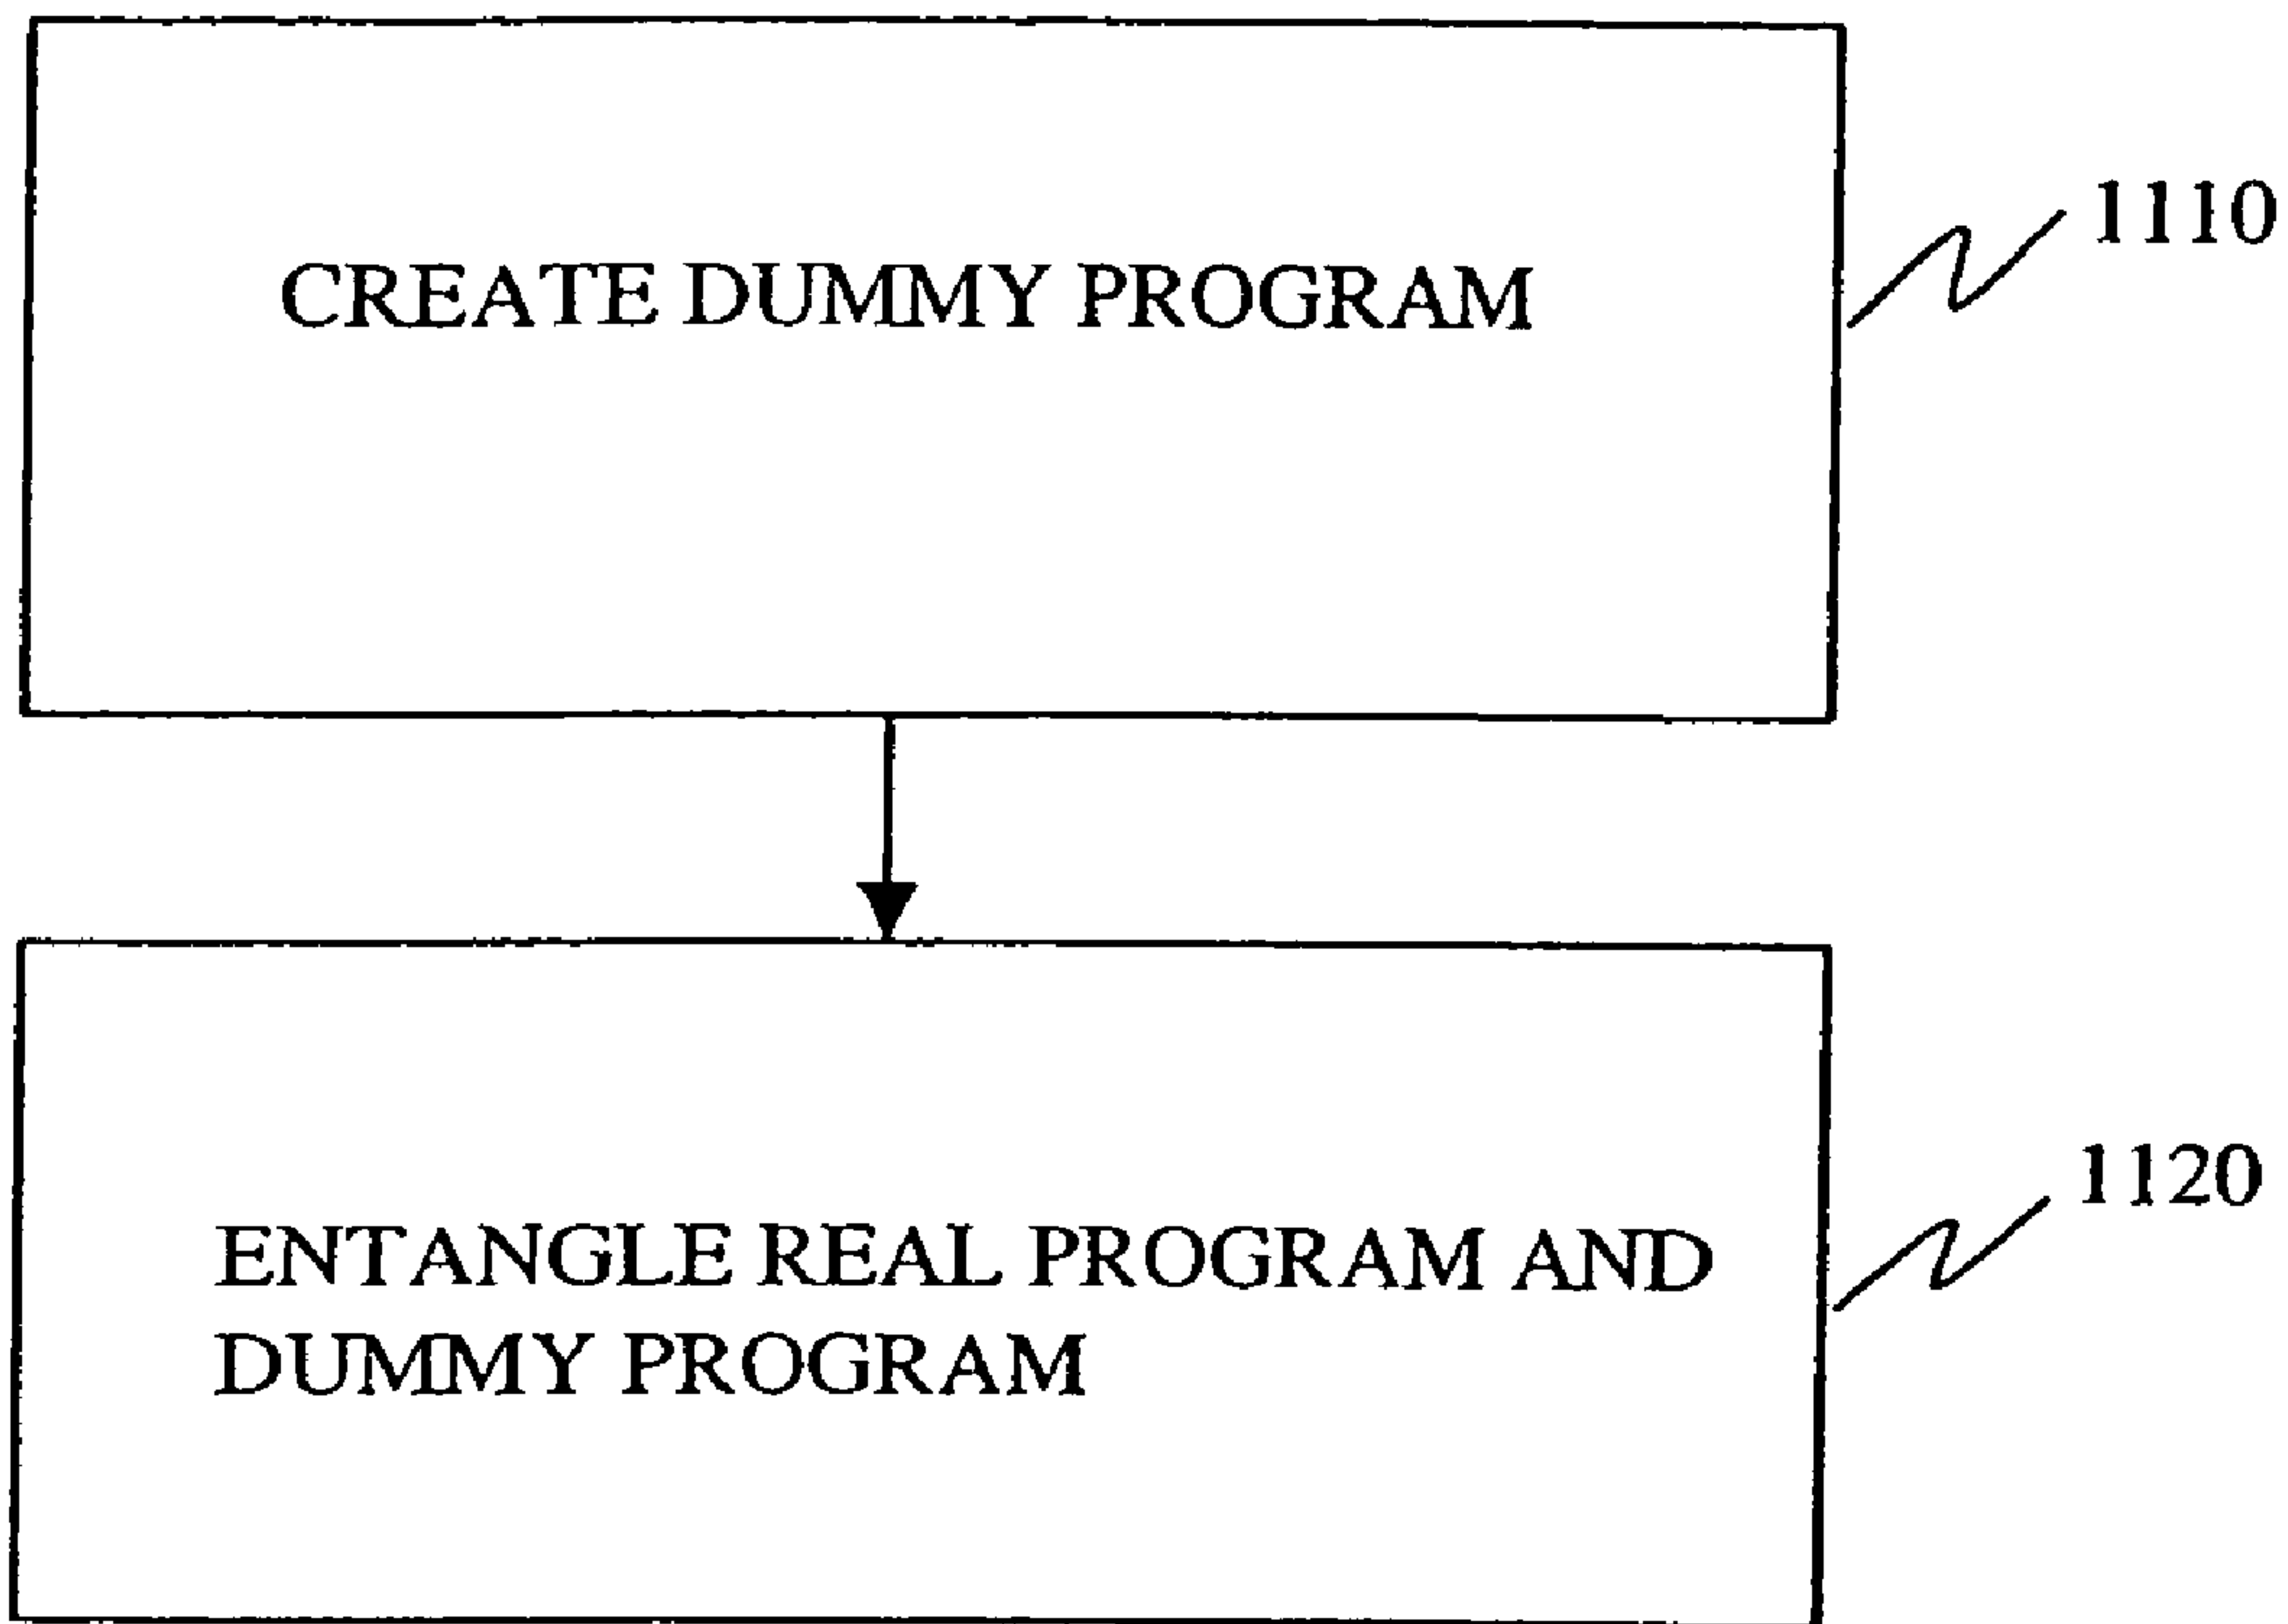 CREATE DUMMY PROGRAM
1110
ENTANGLE REAL PROGRAM AND
DUMMY PROGRAM
1120